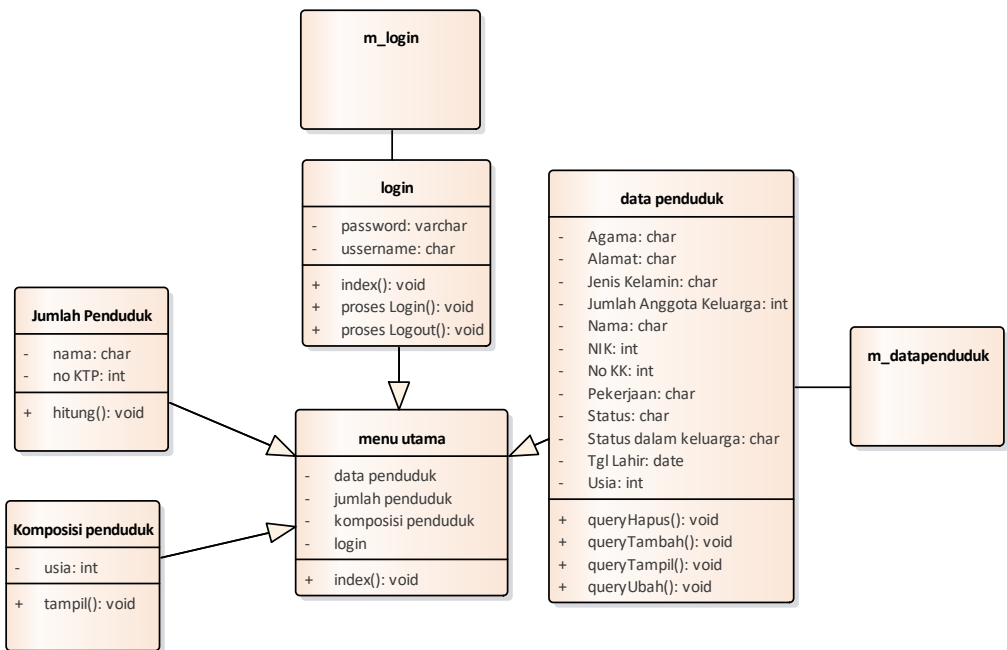 m_login
login
- password: varchar
- ussername: char
+ index(): void
+ proses Login(): void
+ proses Logout(): void
data penduduk
- Agama: char
- Alamat: char
- Jenis Kelamin: char
- Jumlah Anggota Keluarga: int
- Nama: char
- NIK: int
- No KK: int
- Pekerjaan: char
- Status: char
- Status dalam keluarga: char
- Tgl Lahir: date
- Usia: int
+ queryHapus(): void
+ queryTambah(): void
+ queryTampil(): void
+ queryUbah(): void
m_datapenduduk
Jumlah Penduduk
- nama: char
- no KTP: int
+ hitung(): void
menu utama
- data penduduk
- jumlah penduduk
- komposisi penduduk
- login
+ index(): void
Komposisi penduduk
- usia: int
+ tampil(): void